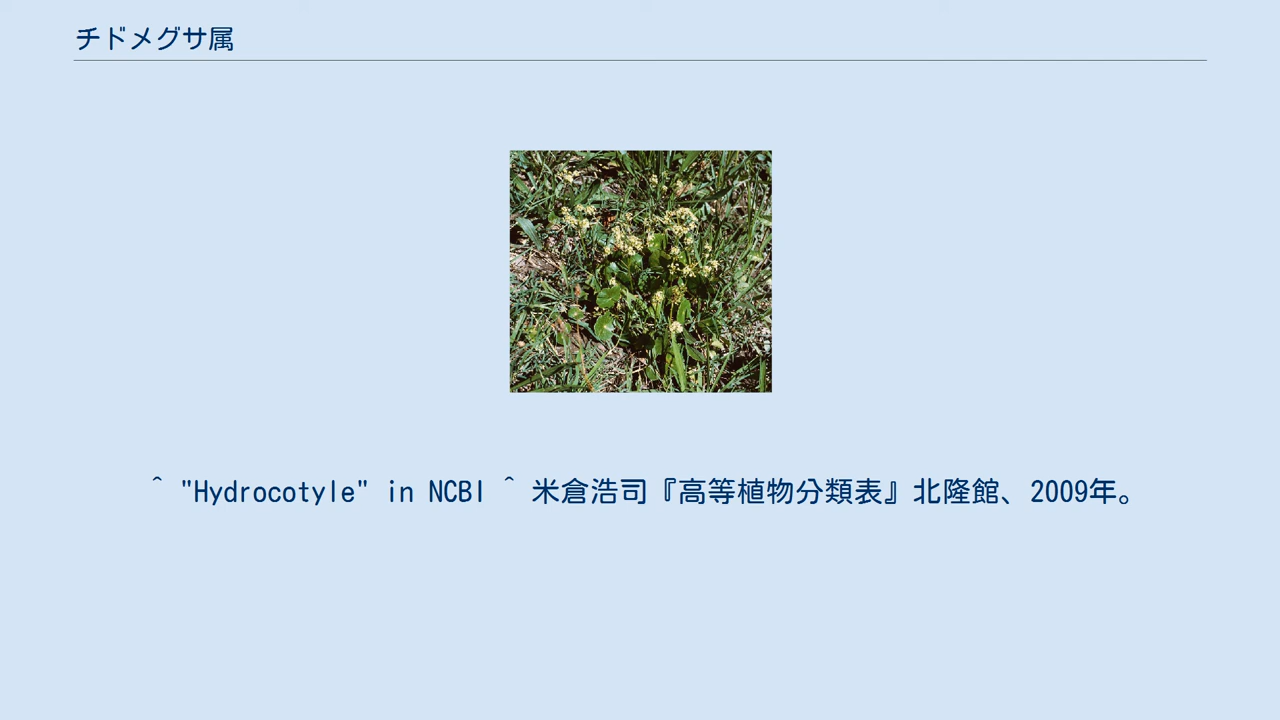 チドメグサ属
^ "Hydrocotyle" in NCBI ^ 米倉浩司『高等植物分類表』北隆館、2009年。